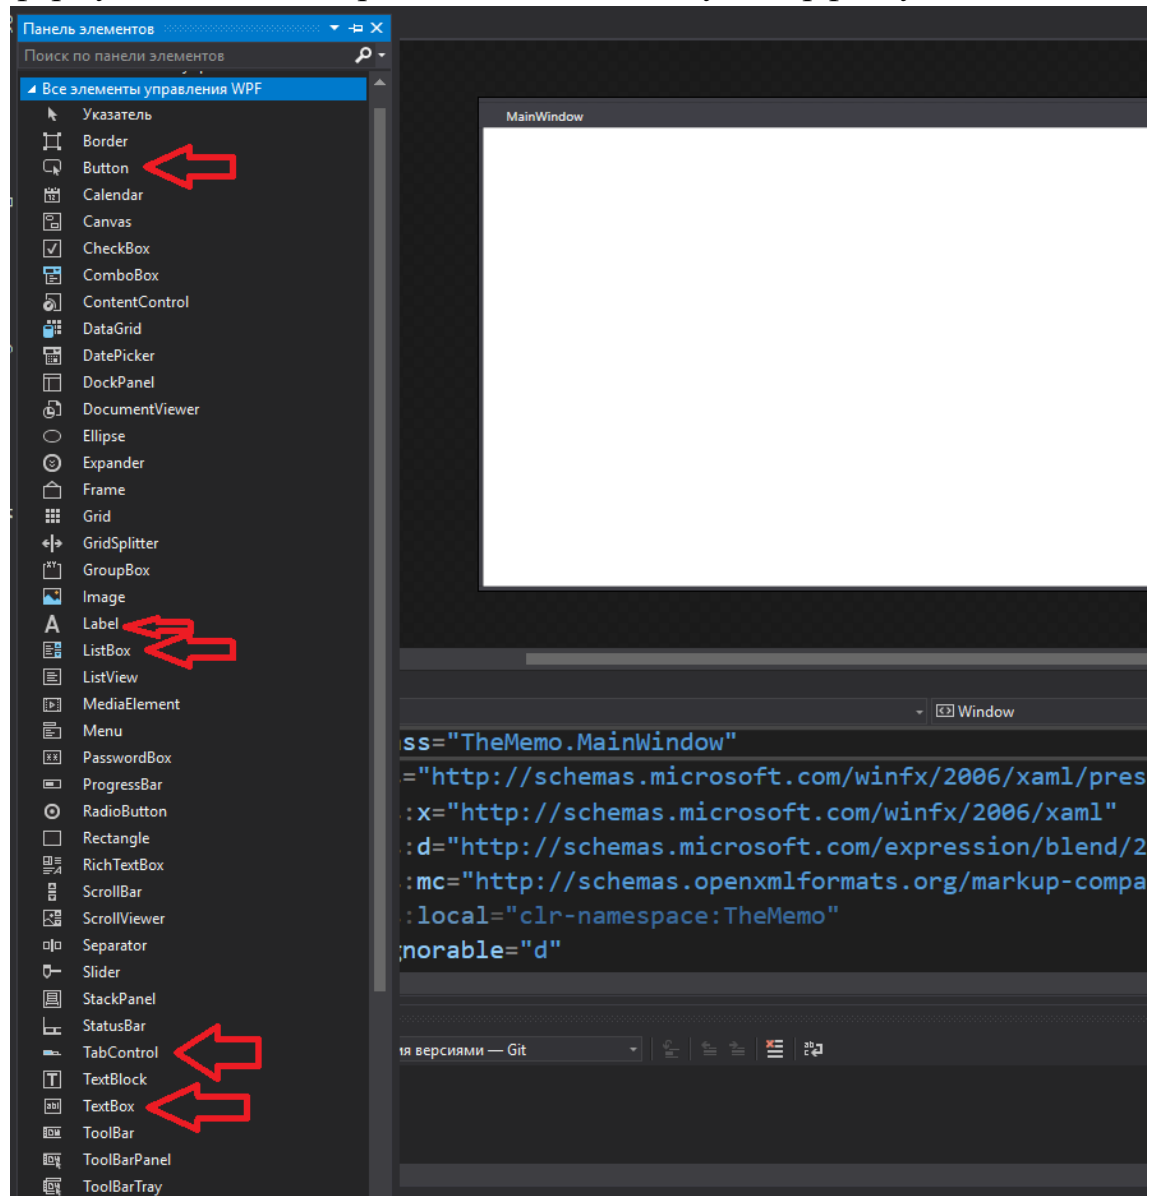 Панель элементов
Поиск по панели элементов
Все элементы управления WPF
Указатель
Border
Button
Calendar
Canvas
CheckBox
ComboBox
ContentControl
DataGrid
DatePicker
DockPanel
DocumentViewer
Ellipse
Expander
Frame
Grid
GridSplitter
GroupBox
Image
Label
ListBox
ListView
MediaElement
Menu
PasswordBox
ProgressBar
RadioButton
Rectangle
RichTextBox
ScrollBar
ScrollViewer
Separator
Slider
StackPanel
StatusBar
TabControl
TextBlock
TextBox
ToolBar
ToolBarPanel
ToolBarTray
MainWindow
Window
ass="TheMemo.MainWindow"
="http://schemas.microsoft.com/winfx/2006/xaml/pres
:x="http://schemas.microsoft.com/winfx/2006/xaml"
:d="http://schemas.microsoft.com/expression/blend/2
:mc="http://schemas.openxmlformats.org/markup-compa
:local="clr-namespace:TheMemo"
gnorable="d"
ия версиями — Git